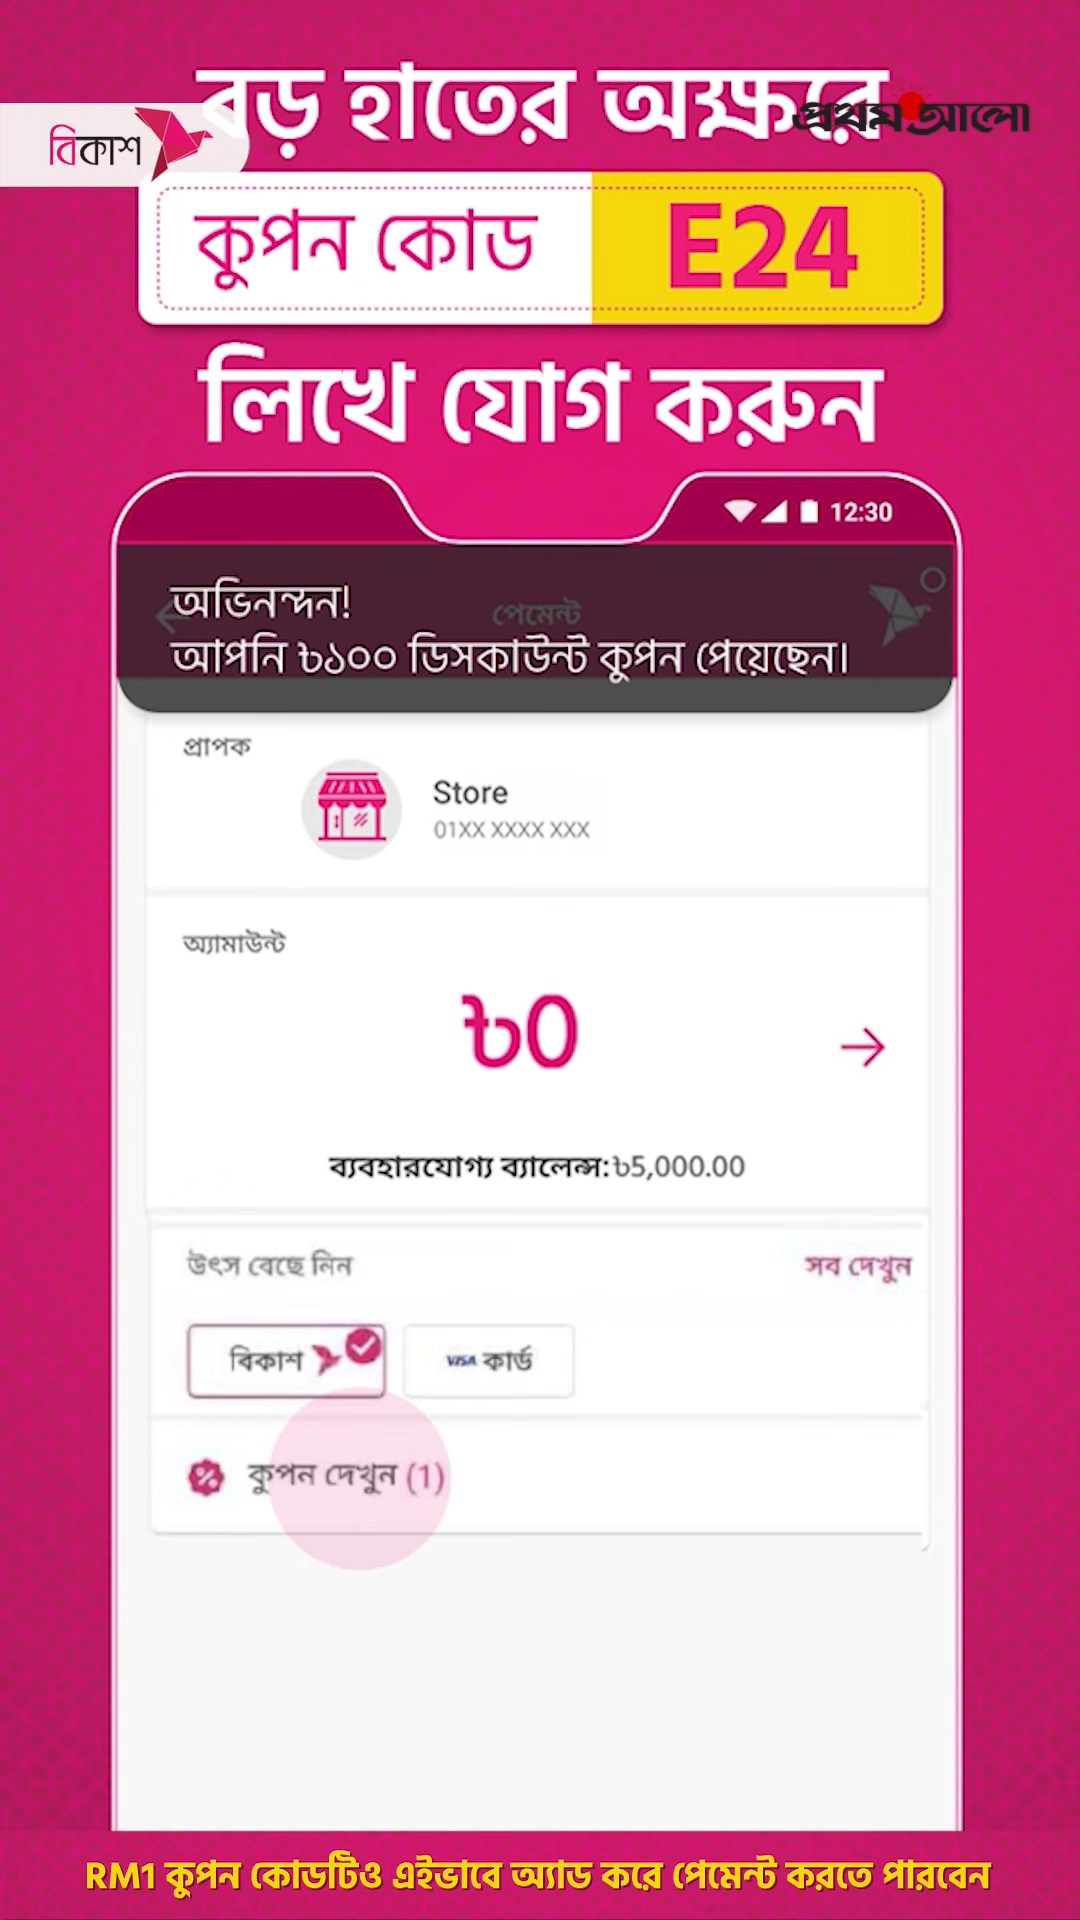 বড় হাতের অক্ষরে
প্রথম আলো
বিকাশ
কুপন কোড E24
লিখে যোগ করুন
12:30
পেমেন্ট
অভিনন্দন!
আপনি ৳১০০ ডিসকাউন্ট কুপন পেয়েছেন।
প্রাপক
Store
01XX XXXX XXX
অ্যামাউন্ট
৳0
ব্যবহারযোগ্য ব্যালেন্স:৳5,000.00
উৎস বেছে নিন সব দেখুন
বিকাশ VISA কার্ড
কুপন দেখুন (1)
RM1 কুপন কোডটিও এইভাবে অ্যাড করে পেমেন্ট করতে পারবেন